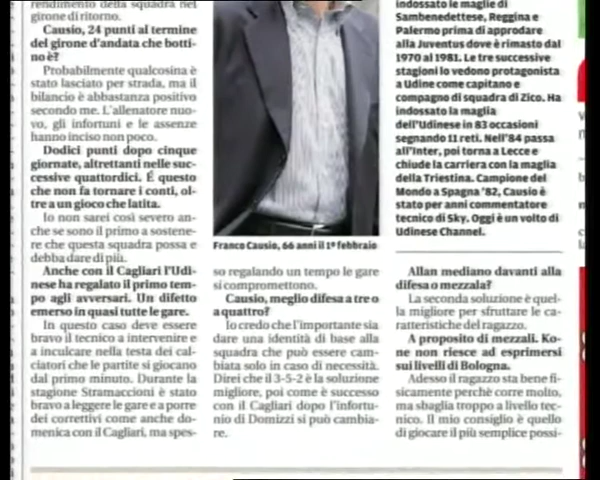 rendimento della squadra nel
girone di ritorno.
Causio, 24 punti al termine
del girone d'andata che botti-
no è?
Probabilmente qualcosina è
stato lasciato per strada, ma il
bilancio è abbastanza positivo
secondo me. L'allenatore nuo-
vo, gli infortuni e le assenze
hanno inciso non poco.
Dodici punti dopo cinque
giornate, altrettanti nelle suc-
cessive quattordici. É questo
che non fa tornare i conti, ol-
tre a un gioco che latita.
Io non sarei così severo an-
che se sono il primo a sostene-
re che questa squadra possa e
debba dare di più.
Anche con il Cagliari l'Udi-
nese ha regalato il primo tem-
po agli avversari. Un difetto
emerso in quasi tutte le gare.
In questo caso deve essere
bravo il tecnico a intervenire e
a inculcare nella testa dei cal-
ciatori che le partite si giocano
dal primo minuto. Durante la
stagione Stramaccioni è stato
bravo a leggere le gare e a porre
dei correttivi come anche do-
menica con il Cagliari, ma spes-
Franco Causio, 66 anni il 1º febbraio
so regalando un tempo le gare
si compromettono.
Causio, meglio difesa a tre o
a quattro?
Io credo che l'importante sia
dare una identità di base alla
squadra che può essere cam-
biata solo in caso di necessità.
Direi che il 3-5-2 è la soluzione
migliore, poi come è successo
con il Cagliari dopo l'infortu-
nio di Domizzi si può cambia-
re.
indossato le maglie di
Sambenedettese, Reggina e
Palermo prima di approdare
alla Juventus dove è rimasto dal
1970 al 1981. Le tre successive
stagioni lo vedono protagonista
a Udine come capitano e
compagno di squadra di Zico. Ha
indossato la maglia
dell'Udinese in 83 occasioni
segnando 11 reti. Nell'84 passa
all'Inter, poi torna a Lecce e
chiude la carriera con la maglia
della Triestina. Campione del
Mondo a Spagna '82, Causio è
stato per anni commentatore
tecnico di Sky. Oggi è un volto di
Udinese Channel.
Allan mediano davanti alla
difesa o mezzala?
La seconda soluzione è quel-
la migliore per sfruttare le ca-
ratteristiche del ragazzo.
A proposito di mezzali. Ko-
ne non riesce ad esprimersi
sui livelli di Bologna.
Adesso il ragazzo sta bene fi-
sicamente perchè corre molto,
ma sbaglia troppo a livello tec-
nico. Il mio consiglio è quello
di giocare il più semplice possi-